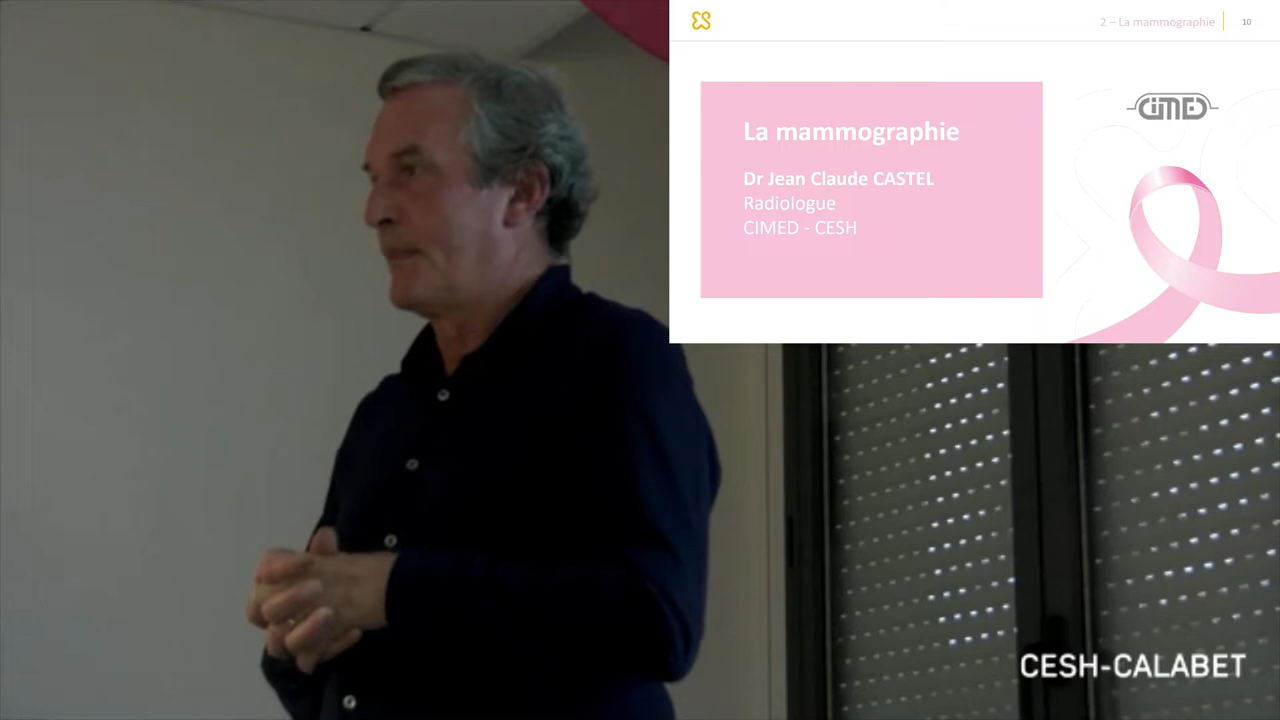 2 – La mammographie
10
CIMED
La mammographie
Dr Jean Claude CASTEL
Radiologue
CIMED - CESH
CESH-CALABET